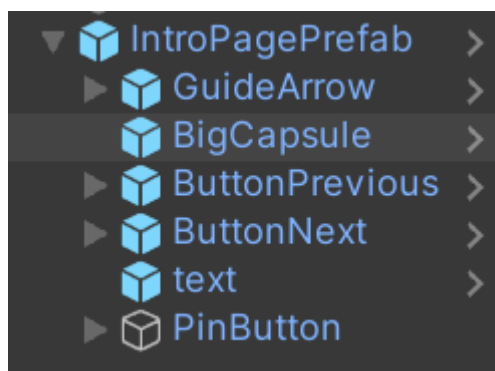 IntroPagePrefab
GuideArrow
BigCapsule
ButtonPrevious
ButtonNext
text
PinButton